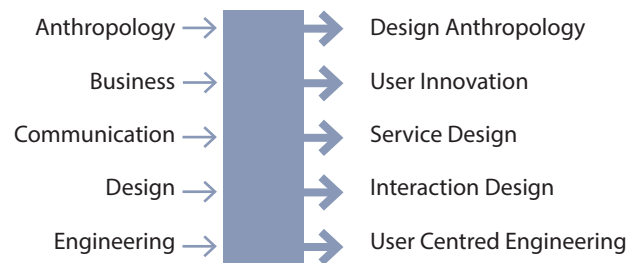 Anthropology Design Anthropology
Business User Innovation
Communication Service Design
Design Interaction Design
Engineering User Centred Engineering